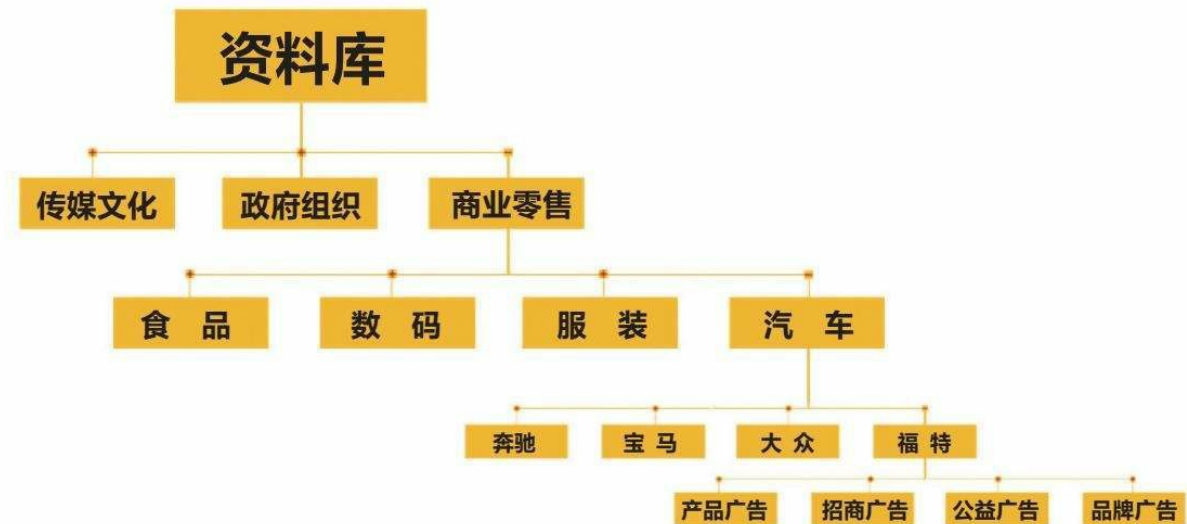 资料库
传媒文化 政府组织 商业零售
食 品 数 码 服 装 汽 车
奔驰 宝 马 大 众 福 特
产品广告 招商广告 公益广告 品牌广告